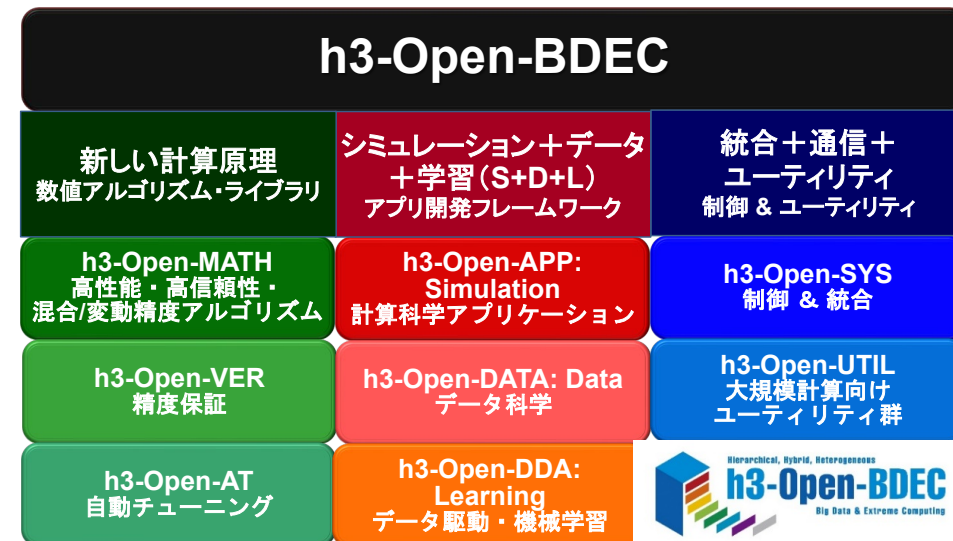 h3-Open-BDEC
新しい計算原理
数値アルゴリズム・ライブラリ
シミュレーション＋データ
＋学習（S+D+L）
アプリ開発フレームワーク
統合＋通信＋
ユーティリティ
制御 & ユーティリティ
h3-Open-MATH
高性能・高信頼性・
混合/変動精度アルゴリズム
h3-Open-APP:
Simulation
計算科学アプリケーション
h3-Open-SYS
制御 & 統合
h3-Open-VER
精度保証
h3-Open-DATA: Data
データ科学
h3-Open-UTIL
大規模計算向け
ユーティリティ群
h3-Open-AT
自動チューニング
h3-Open-DDA:
Learning
データ駆動・機械学習
Hierarchical, Hybrid, Heterogeneous
h3-Open-BDEC
Big Data & Extreme Computing